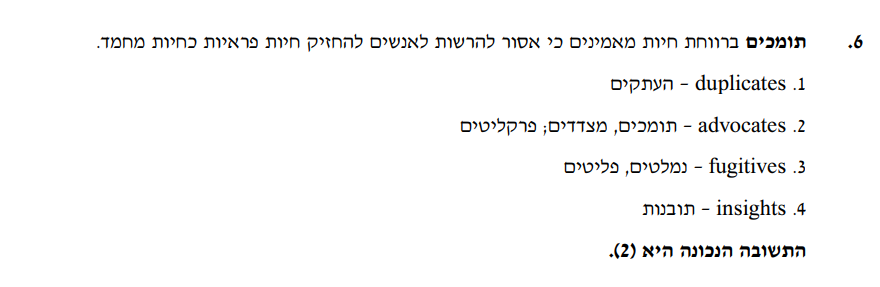 6. תומכים ברווחת חיות מאמינים כי אסור להרשות לאנשים להחזיק חיות פראיות כחיות מחמד.
1. duplicates – העתקים
2. advocates – תומכים, מצדדים; פרקליטים
3. fugitives – נמלטים, פליטים
4. insights – תובנות
התשובה הנכונה היא (2).